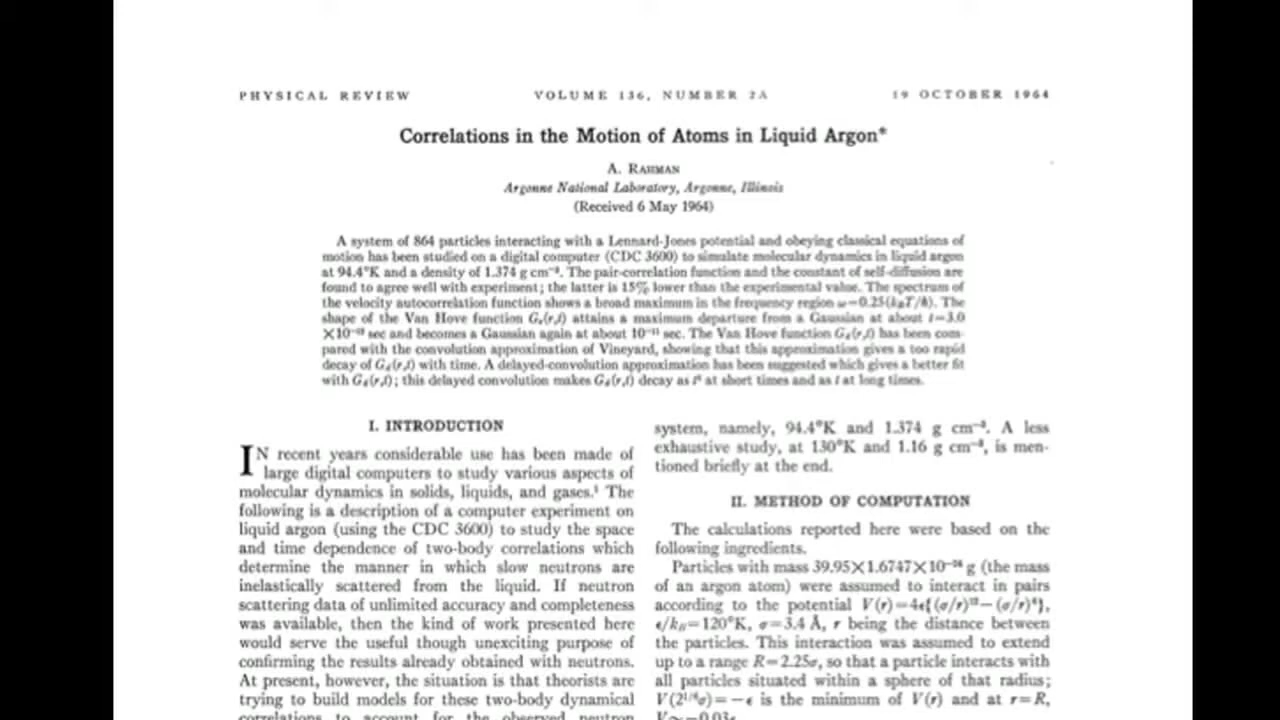 PHYSICAL REVIEW VOLUME 136, NUMBER 2A 19 OCTOBER 1964
Correlations in the Motion of Atoms in Liquid Argon*
A. RAHMAN
Argonne National Laboratory, Argonne, Illinois
(Received 6 May 1964)
A system of 864 particles interacting with a Lennard-Jones potential and obeying classical equations of
motion has been studied on a digital computer (CDC 3600) to simulate molecular dynamics in liquid argon
at 94.4°K and a density of 1.374 g cm⁻³. The pair-correlation function and the constant of self-diffusion are
found to agree well with experiment; the latter is 15% lower than the experimental value. The spectrum of
the velocity autocorrelation function shows a broad maximum in the frequency region ω=0.25(k_BT/ℏ). The
shape of the Van Hove function G_s(r,t) attains a maximum departure from a Gaussian at about t=3.0
×10⁻¹² sec and becomes a Gaussian again at about 10⁻¹¹ sec. The Van Hove function G_d(r,t) has been com-
pared with the convolution approximation of Vineyard, showing that this approximation gives a too rapid
decay of G_d(r,t) with time. A delayed-convolution approximation has been suggested which gives a better fit
with G_d(r,t); this delayed convolution makes G_d(r,t) decay as t⁴ at short times and as t at long times.
I. INTRODUCTION
IN recent years considerable use has been made of
large digital computers to study various aspects of
molecular dynamics in solids, liquids, and gases.¹ The
following is a description of a computer experiment on
liquid argon (using the CDC 3600) to study the space
and time dependence of two-body correlations which
determine the manner in which slow neutrons are
inelastically scattered from the liquid. If neutron
scattering data of unlimited accuracy and completeness
was available, then the kind of work presented here
would serve the useful though unexciting purpose of
confirming the results already obtained with neutrons.
At present, however, the situation is that theorists are
trying to build models for these two-body dynamical
correlations to account for the observed neutron
system, namely, 94.4°K and 1.374 g cm⁻³. A less
exhaustive study, at 130°K and 1.16 g cm⁻³, is men-
tioned briefly at the end.
II. METHOD OF COMPUTATION
The calculations reported here were based on the
following ingredients.
Particles with mass 39.95×1.6747×10⁻²⁴ g (the mass
of an argon atom) were assumed to interact in pairs
according to the potential V(r)=4ε{(σ/r)¹²−(σ/r)⁶},
ε/k_B=120°K, σ=3.4 Å, r being the distance between
the particles. This interaction was assumed to extend
up to a range R=2.25σ, so that a particle interacts with
all particles situated within a sphere of that radius;
V(2^{1/6}σ)=−ε is the minimum of V(r) and at r=R,
V≃−0.03ε.